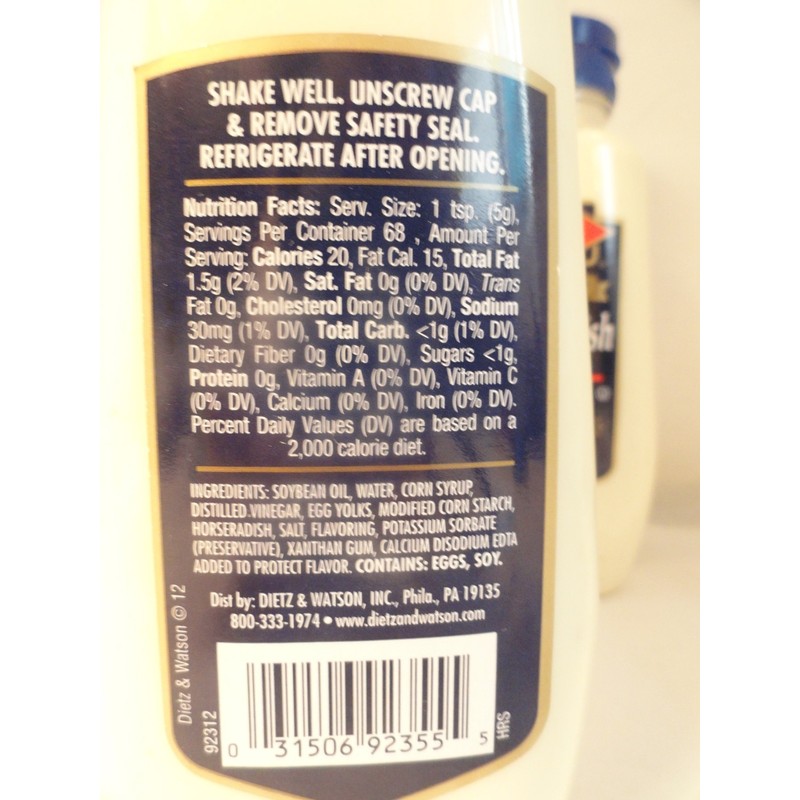 SHAKE WELL. UNSCREW CAP
& REMOVE SAFETY SEAL.
REFRIGERATE AFTER OPENING.
Nutrition Facts: Serv. Size: 1 tsp. (5g),
Servings Per Container 68 , Amount Per
Serving: Calories 20, Fat Cal. 15, Total Fat
1.5g (2% DV), Sat. Fat 0g (0% DV), Trans
Fat 0g, Cholesterol 0mg (0% DV), Sodium
30mg (1% DV), Total Carb. <1g (1% DV),
Dietary Fiber 0g (0% DV), Sugars <1g,
Protein 0g, Vitamin A (0% DV), Vitamin C
(0% DV), Calcium (0% DV), Iron (0% DV).
Percent Daily Values (DV) are based on a
2,000 calorie diet.
INGREDIENTS: SOYBEAN OIL, WATER, CORN SYRUP,
DISTILLED VINEGAR, EGG YOLKS, MODIFIED CORN STARCH,
HORSERADISH, SALT, FLAVORING, POTASSIUM SORBATE
(PRESERVATIVE), XANTHAN GUM, CALCIUM DISODIUM EDTA
ADDED TO PROTECT FLAVOR. CONTAINS: EGGS, SOY.
Dist by: DIETZ & WATSON, INC., Phila., PA 19135
800-333-1974 • www.dietzandwatson.com
Dietz & Watson © 12
92312
0 31506 92355 5
HRS
sh